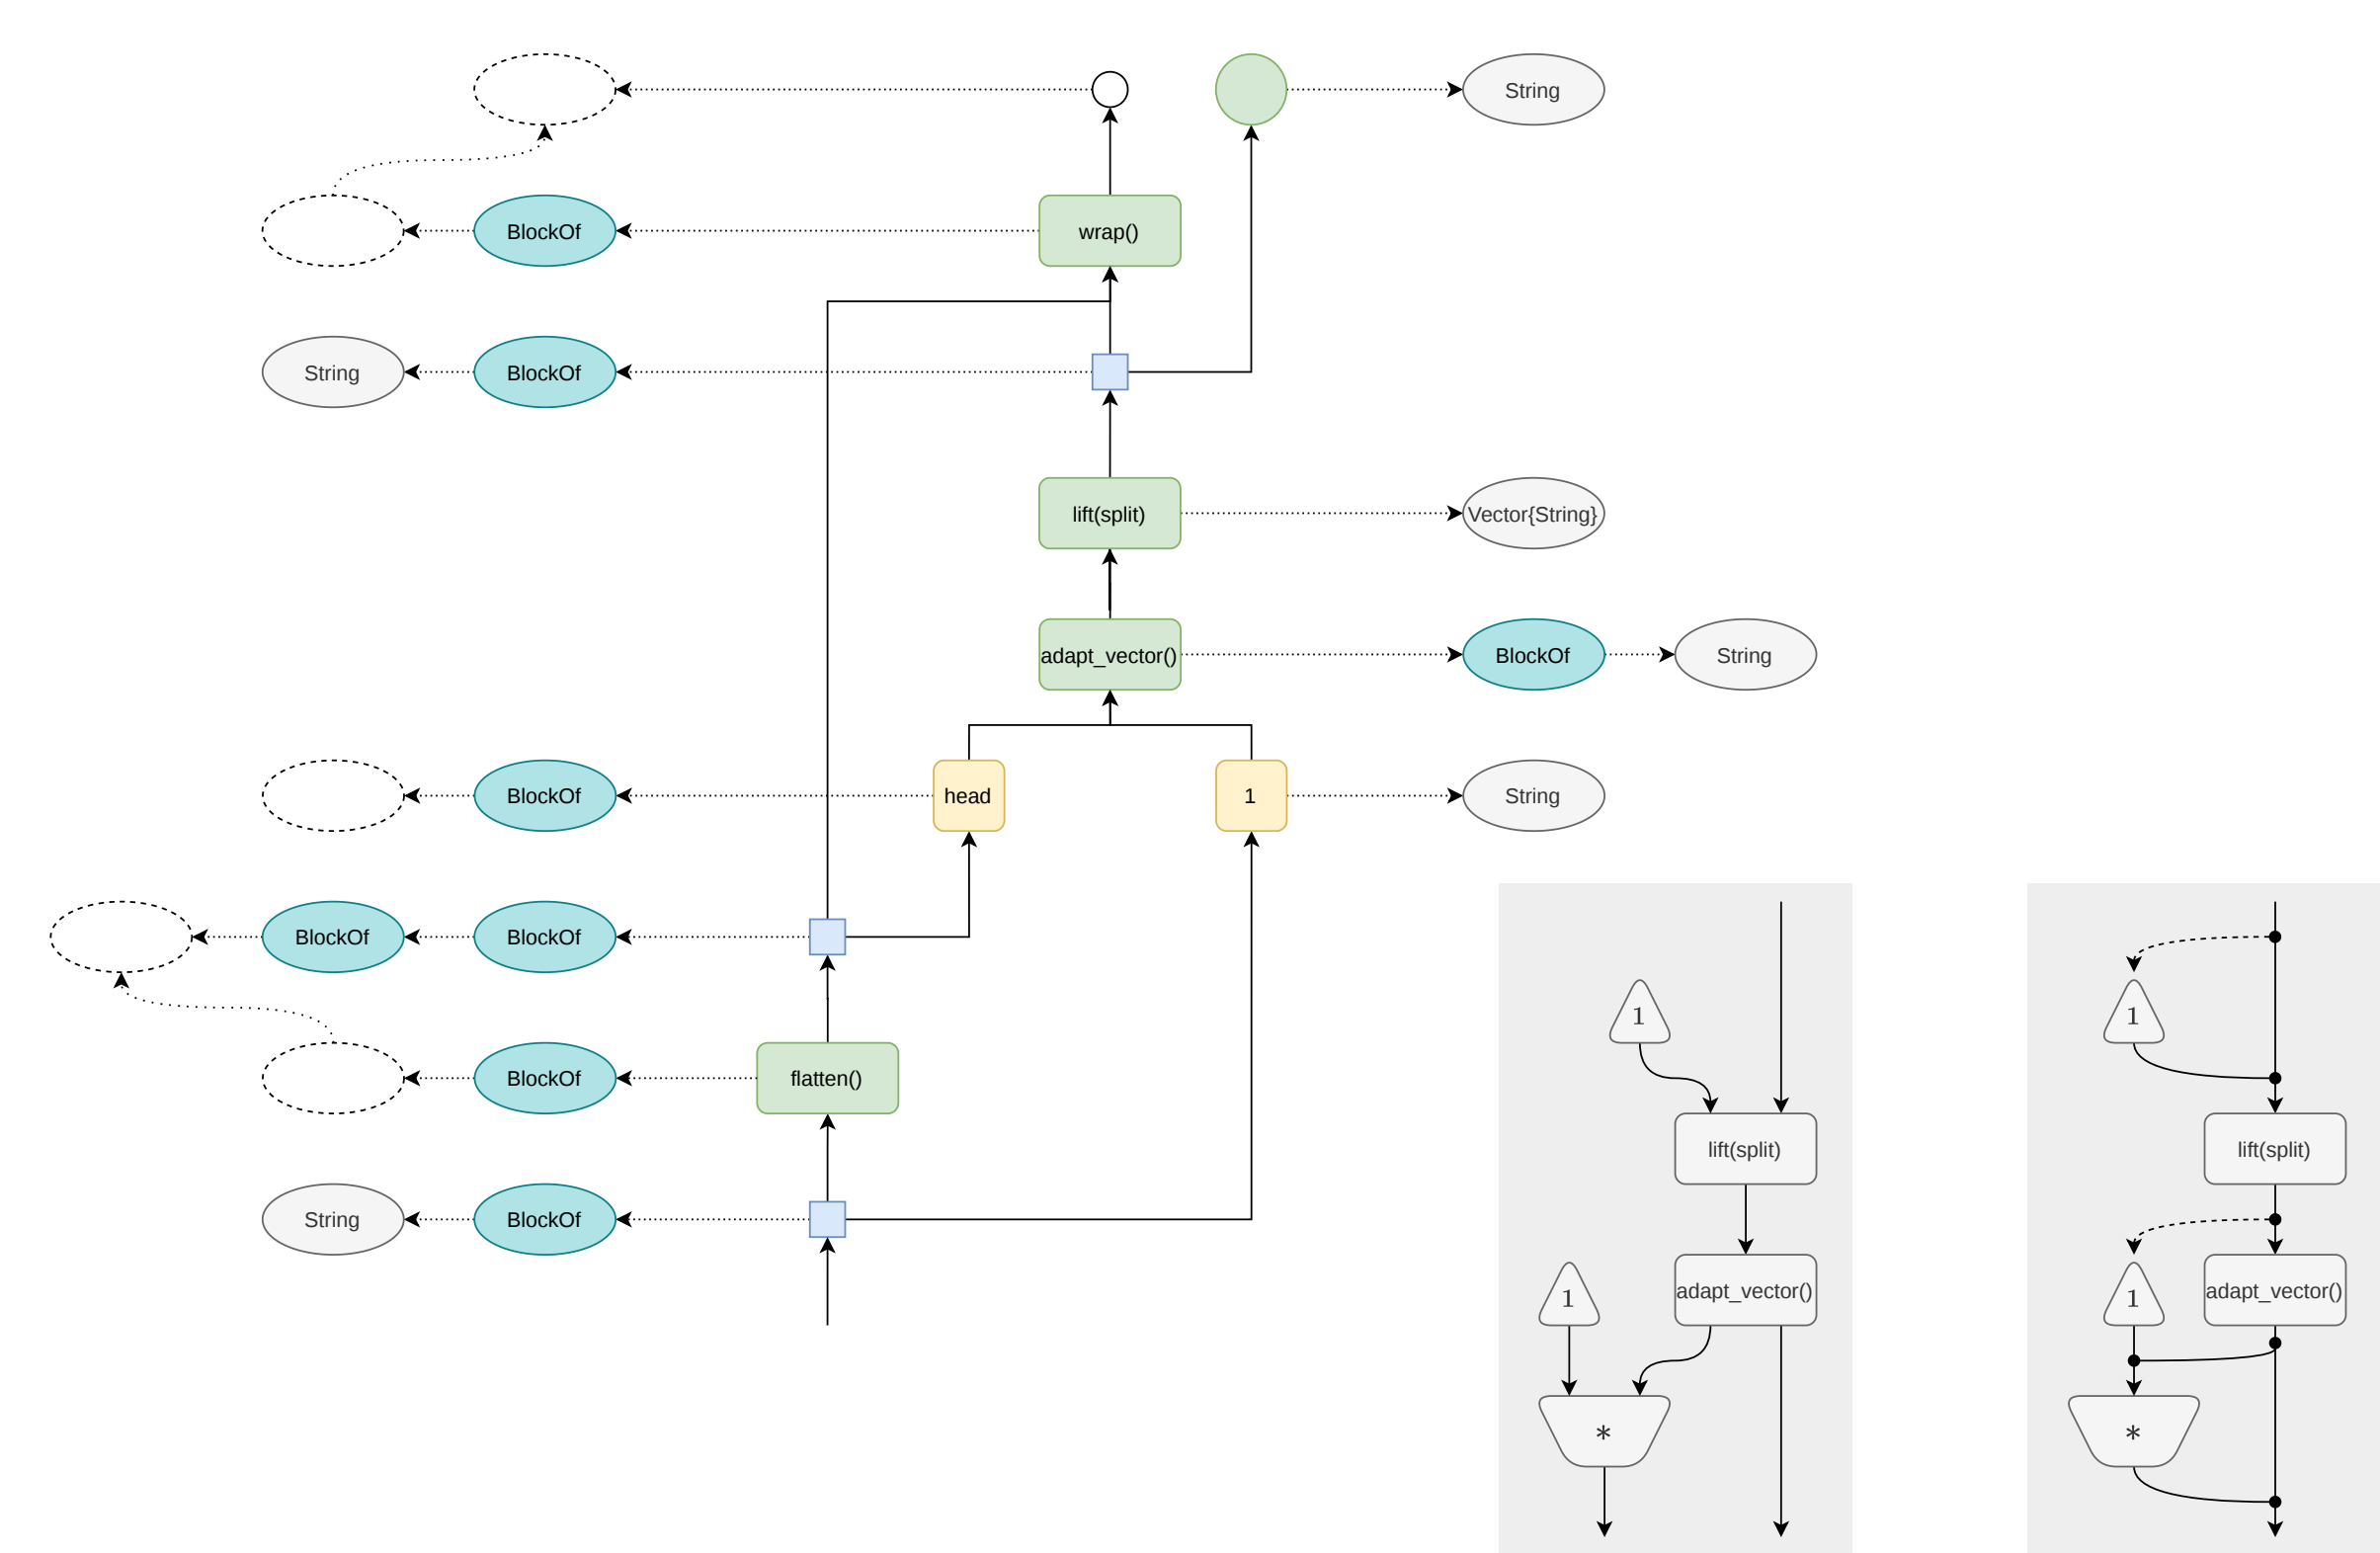 String
BlockOf
wrap()
String
BlockOf
lift(split)
Vector{String}
adapt_vector()
BlockOf
String
BlockOf
head
1
String
BlockOf
BlockOf
1
1
BlockOf
flatten()
lift(split)
lift(split)
String
BlockOf
1
adapt_vector()
1
adapt_vector()
*
*